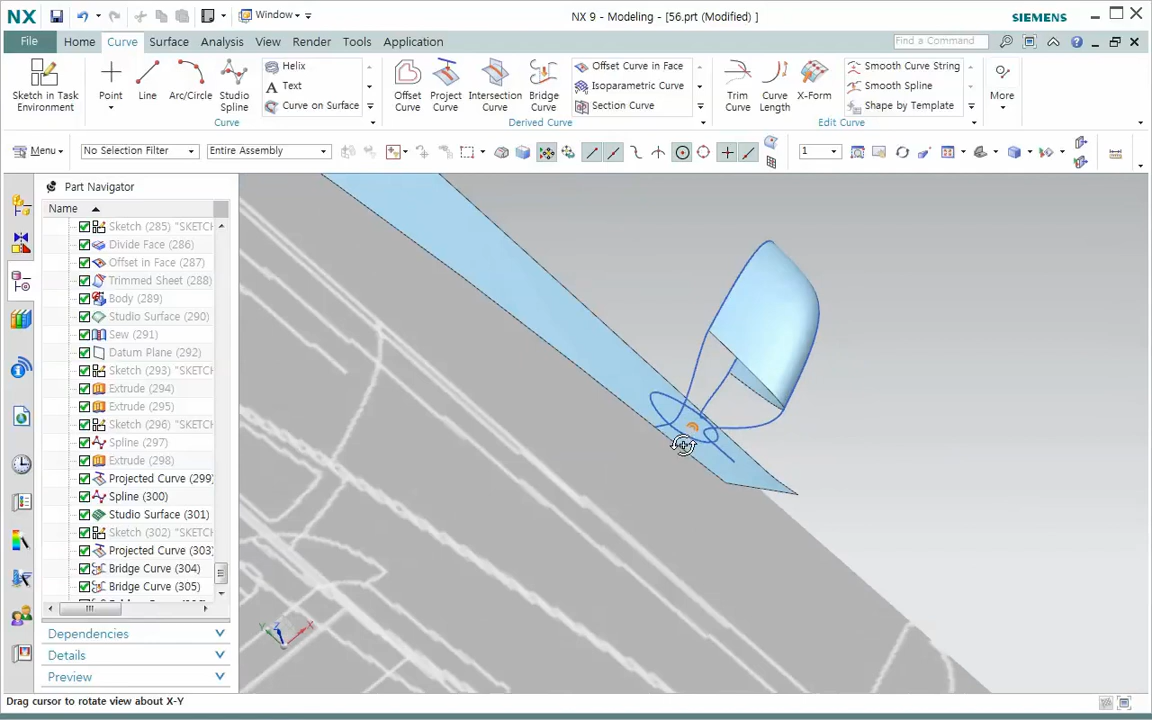 NX
Window
NX 9 - Modeling - [56.prt (Modified) ]
SIEMENS
File
Home
Curve
Surface
Analysis
View
Render
Tools
Application
Find a Command
Sketch in Task
Environment
Point
Line
Arc/Circle
Studio
Spline
Helix
Text
Curve on Surface
Curve
Offset
Curve
Project
Curve
Intersection
Curve
Bridge
Curve
Offset Curve in Face
Isoparametric Curve
Section Curve
Derived Curve
Trim
Curve
Curve
Length
X-Form
Smooth Curve String
Smooth Spline
Shape by Template
Edit Curve
More
Menu
No Selection Filter
Entire Assembly
1
Part Navigator
Name
Sketch (285) "SKETCH
Divide Face (286)
Offset in Face (287)
Trimmed Sheet (288)
Body (289)
Studio Surface (290)
Sew (291)
Datum Plane (292)
Sketch (293) "SKETCH
Extrude (294)
Extrude (295)
Sketch (296) "SKETCH
Spline (297)
Extrude (298)
Projected Curve (299)
Spline (300)
Studio Surface (301)
Sketch (302) "SKETCH
Projected Curve (303)
Bridge Curve (304)
Bridge Curve (305)
Dependencies
Details
Preview
Y
Z
X
Drag cursor to rotate view about X-Y